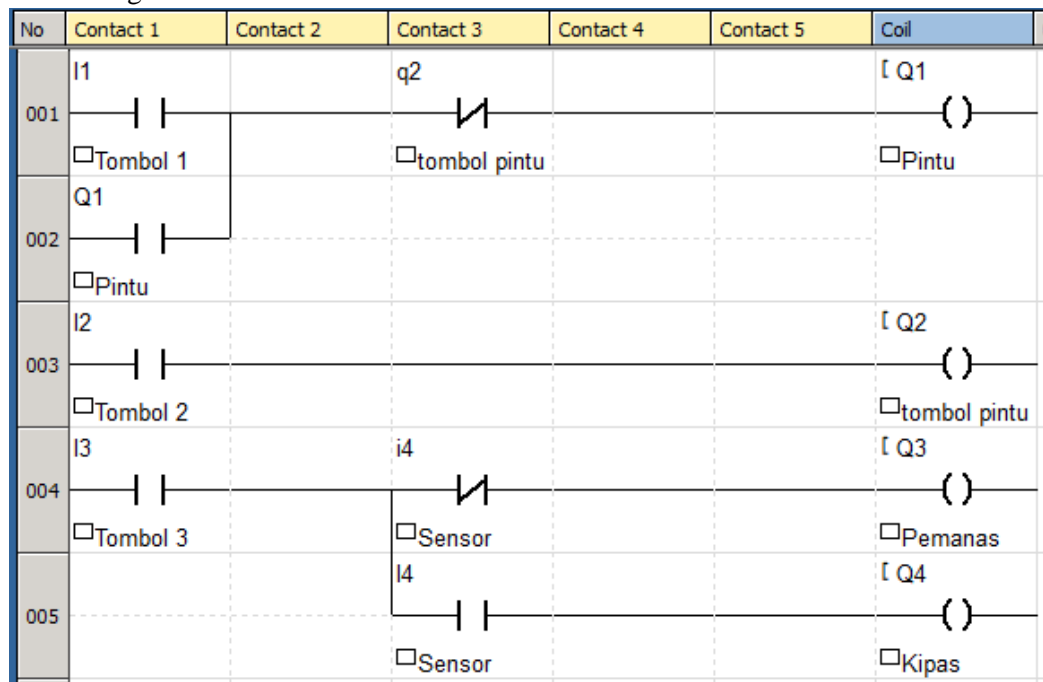 No Contact 1 Contact 2 Contact 3 Contact 4 Contact 5 Coil
I1 q2 [ Q1
001
Tombol 1 tombol pintu Pintu
Q1
002
Pintu
I2 [ Q2
003
Tombol 2 tombol pintu
I3 i4 [ Q3
004
Tombol 3 Sensor Pemanas
I4 [ Q4
005
Sensor Kipas